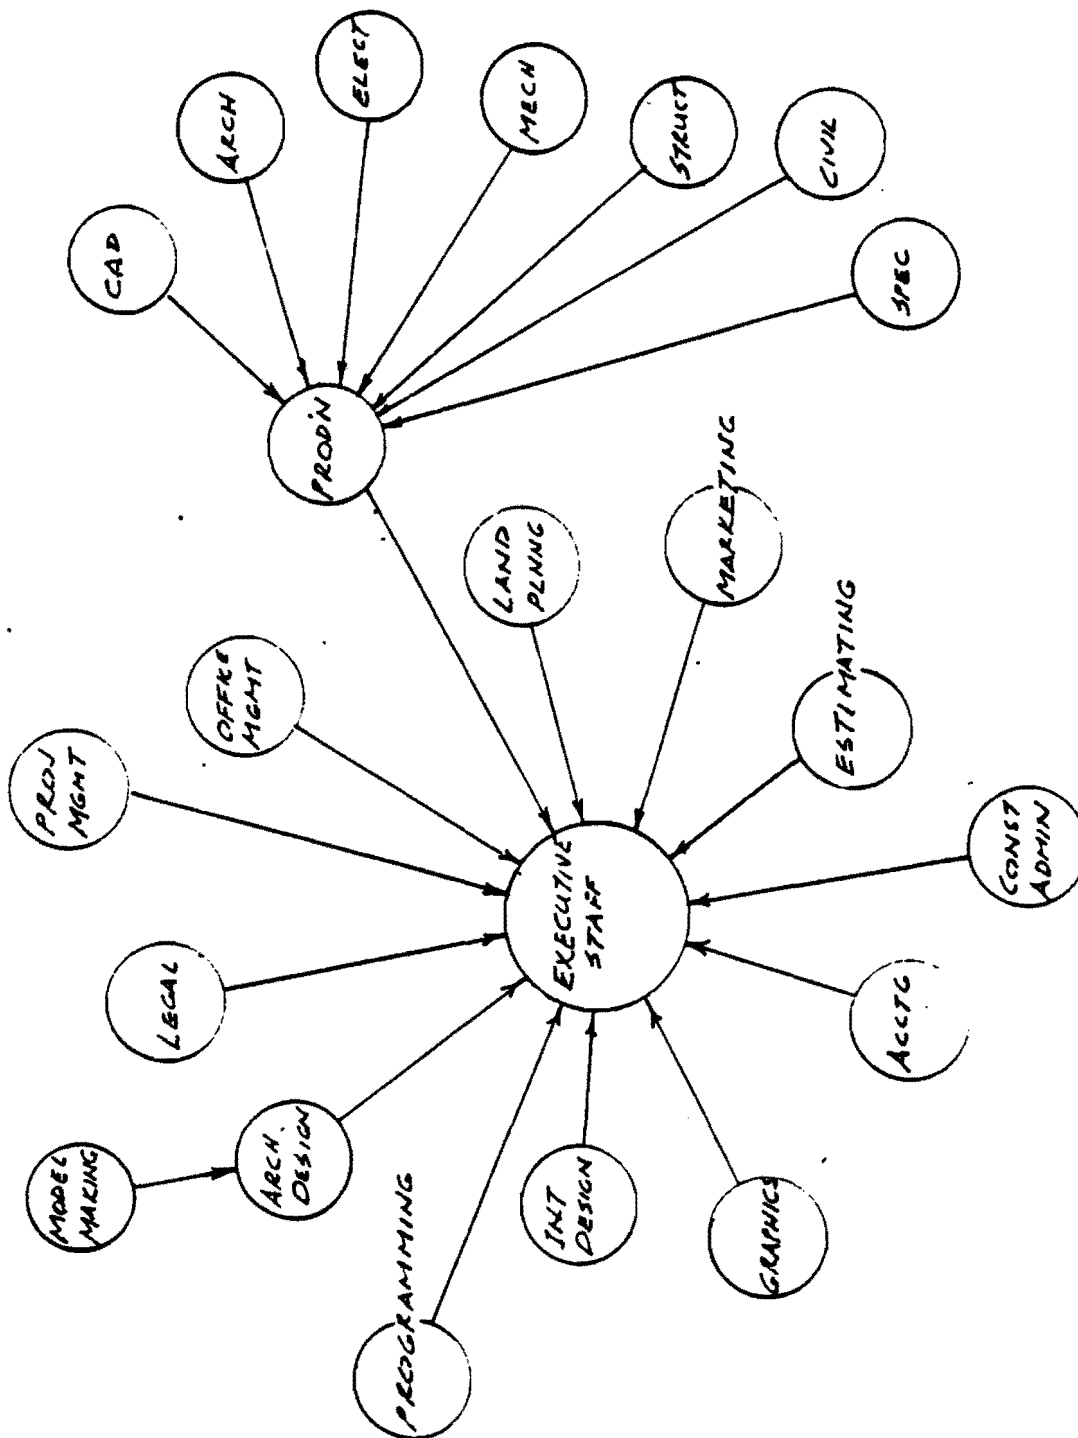 MODEL
MAKING
ARCH.
DESIGN
LEGAL
PROJ
MGMT
OFFICE
MGMT
CAD
ARCH
ELECT
MECH
STRUCT
CIVIL
SPEC
PROD'N
LAND
PLNNG
MARKETING
ESTIMATING
CONST
ADMIN
ACCTG
GRAPHICS
INT
DESIGN
PROGRAMMING
EXECUTIVE
STAFF